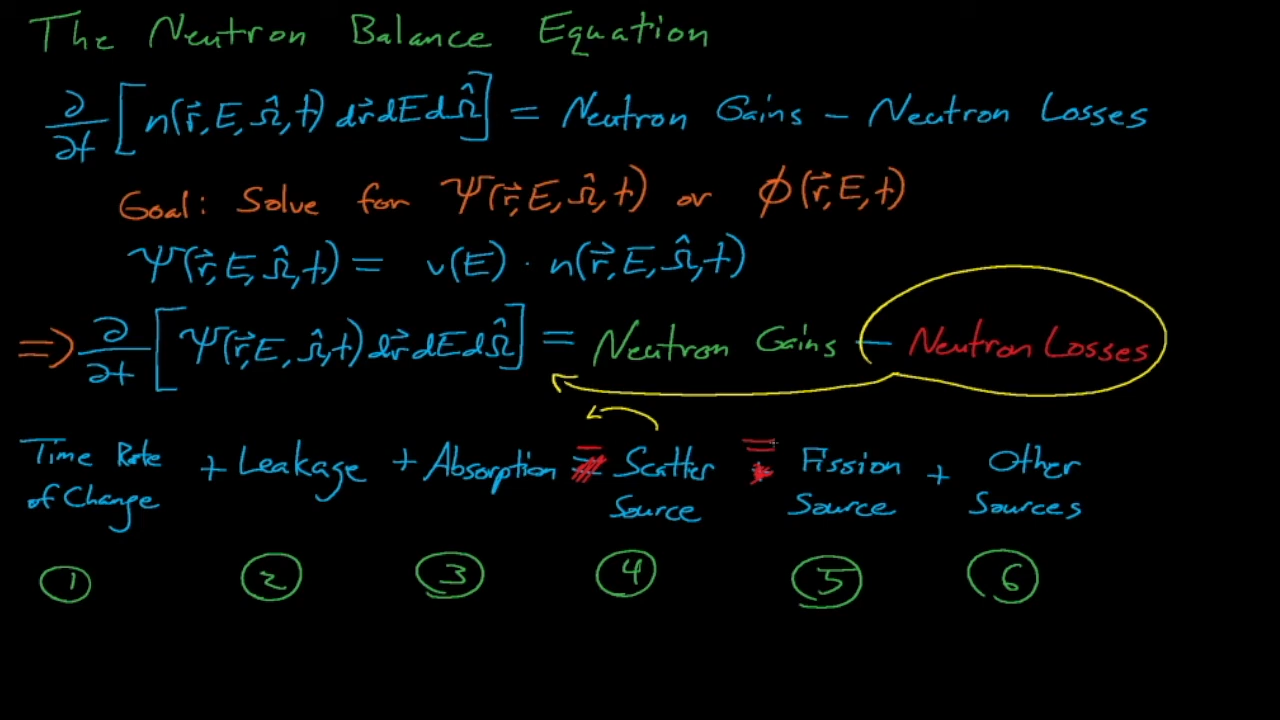 The Neutron Balance Equation
∂/∂t [n(r⃗, E, Ω̂, t) dr⃗ dE dΩ̂] = Neutron Gains − Neutron Losses
Goal: Solve for Ψ(r⃗, E, Ω̂, t) or ϕ(r⃗, E, t)
Ψ(r⃗, E, Ω̂, t) = v(E) · n(r⃗, E, Ω̂, t)
⇒ ∂/∂t [Ψ(r⃗, E, Ω̂, t) dr⃗ dE dΩ̂] = Neutron Gains − Neutron Losses
Time Rate + Leakage + Absorption − Scatter = Fission + Other
of Change Source Source Sources
① ② ③ ④ ⑤ ⑥